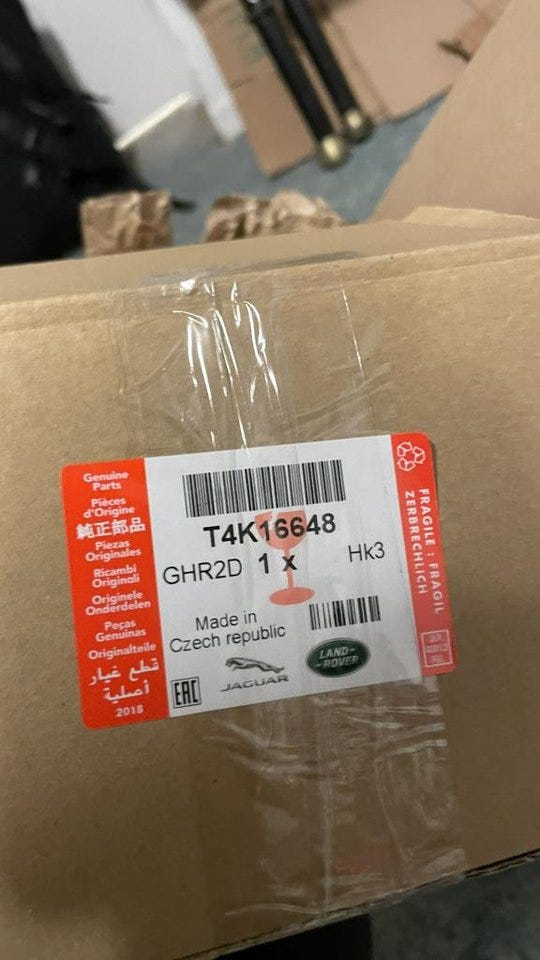 Genuine
Parts
Pièces
d'Origine
純正部品
Piezas
Originales
Ricambi
Originali
Originele
Onderdelen
Peças
Genuínas
Originalteile
قطع غيار
أصلية
2018
T4K16648
GHR2D 1 x Hk3
Made in
Czech republic
EAC
JAGUAR
LAND-
-ROVER
FRAGILE : FRAGIL
ZERBRECHLICH